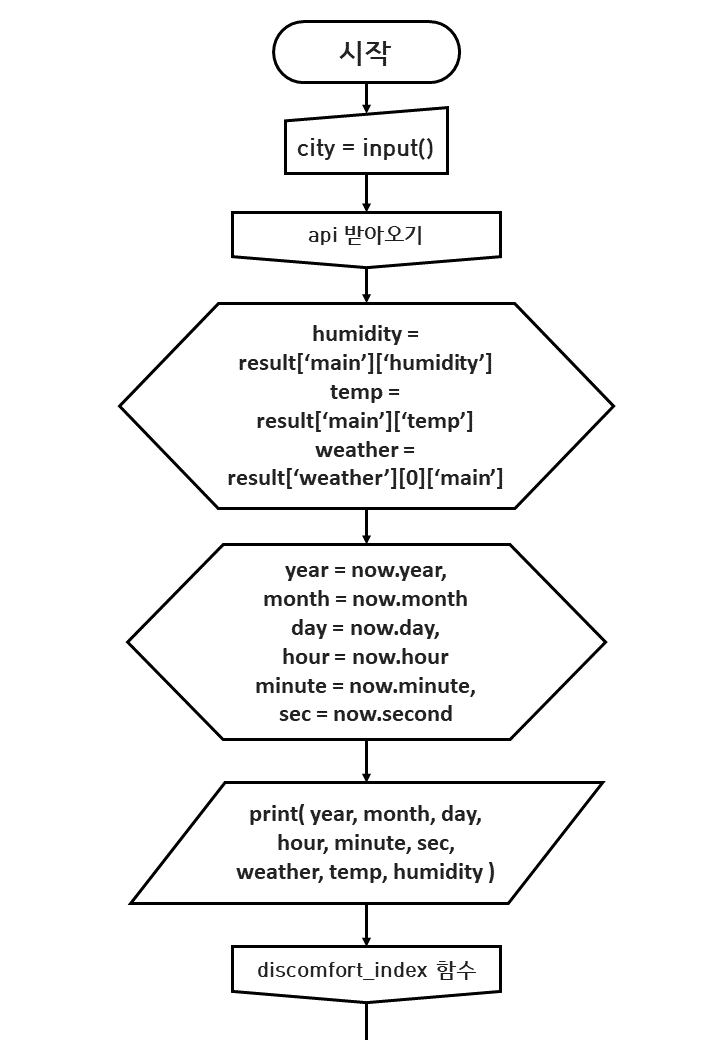 시작
city = input()
api 받아오기
humidity =
result[‘main’][‘humidity’]
temp =
result[‘main’][‘temp’]
weather =
result[‘weather’][0][‘main’]
year = now.year,
month = now.month
day = now.day,
hour = now.hour
minute = now.minute,
sec = now.second
print( year, month, day,
hour, minute, sec,
weather, temp, humidity )
discomfort_index 함수